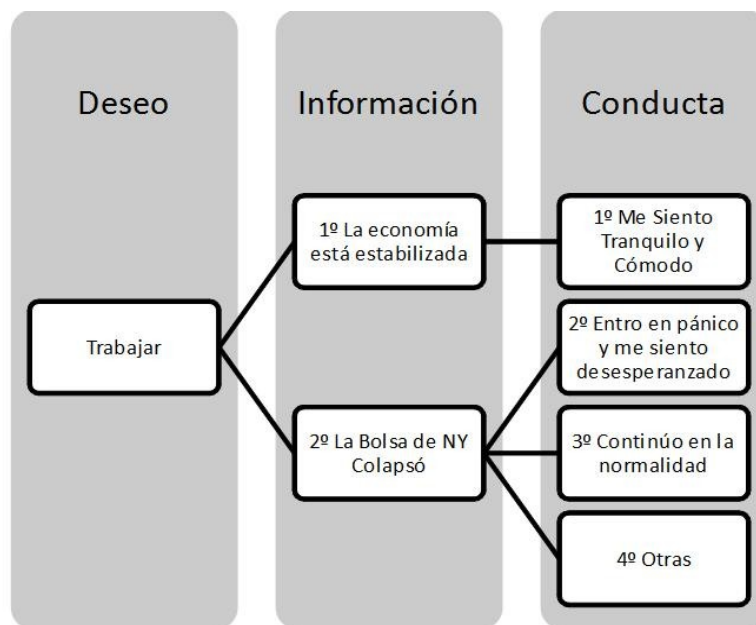 Deseo
Información
Conducta
Trabajar
1º La economía
está estabilizada
2º La Bolsa de NY
Colapsó
1º Me Siento
Tranquilo y
Cómodo
2º Entro en pánico
y me siento
desesperanzado
3º Continúo en la
normalidad
4º Otras